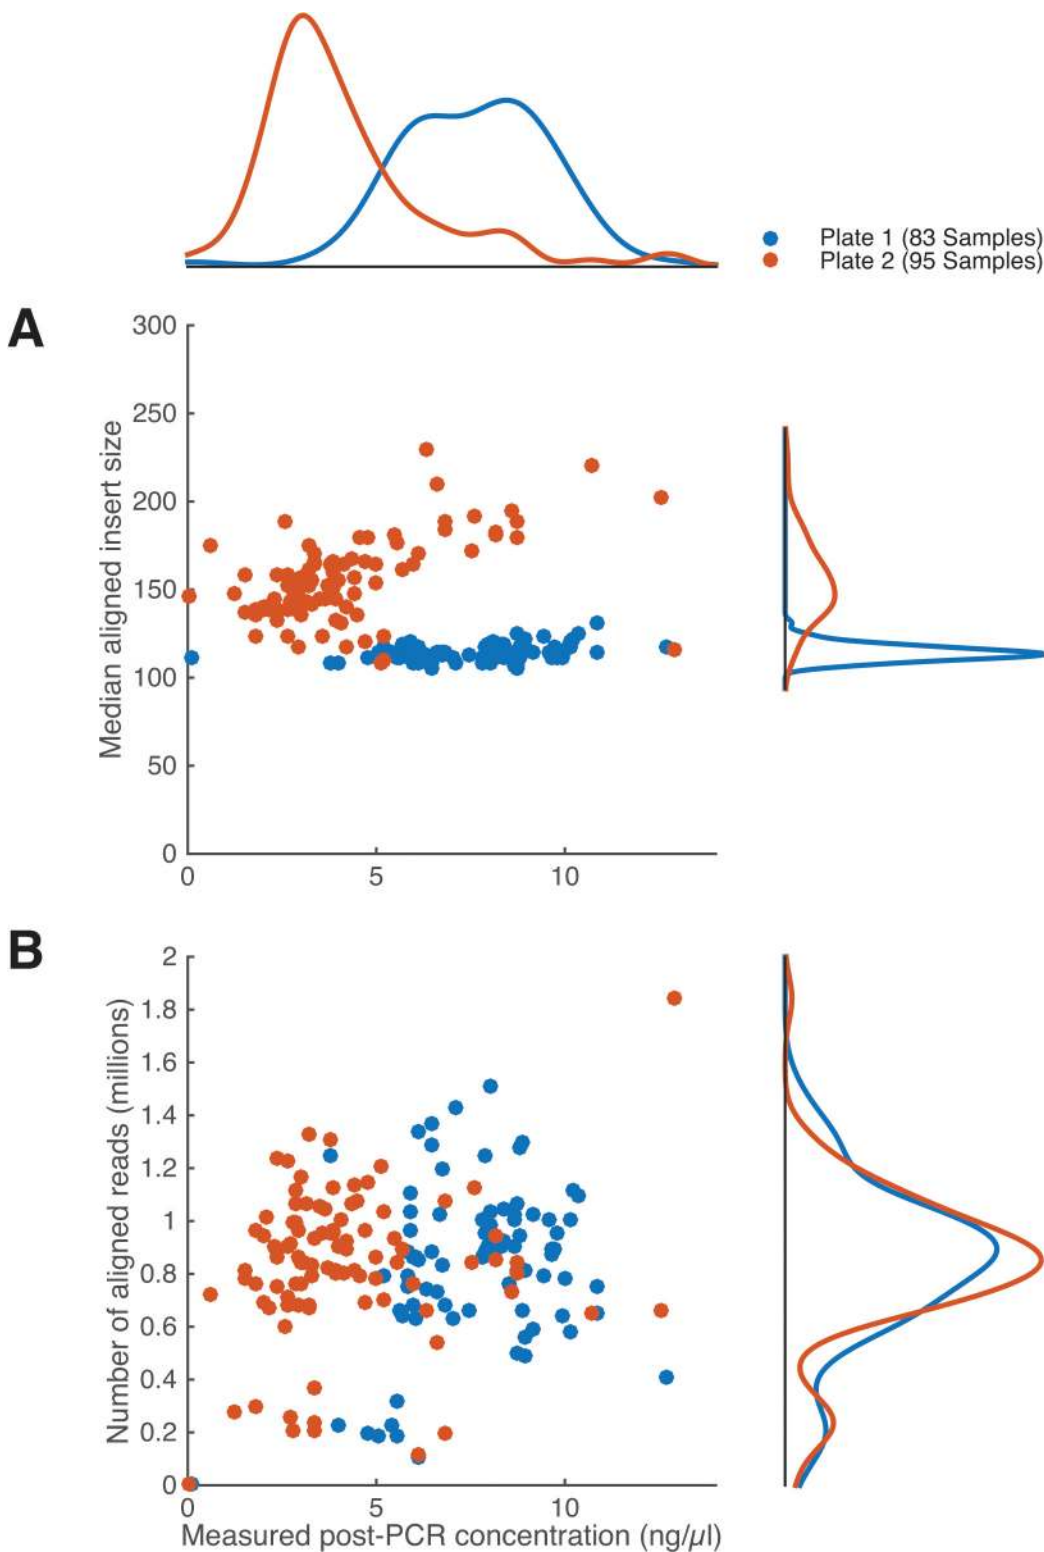 Plate 1 (83 Samples)
Plate 2 (95 Samples)
A
300
250
200
150
100
50
0
Median aligned insert size
0 5 10
B
2
1.8
1.6
1.4
1.2
1
0.8
0.6
0.4
0.2
0
Number of aligned reads (millions)
0 5 10
Measured post-PCR concentration (ng/µl)